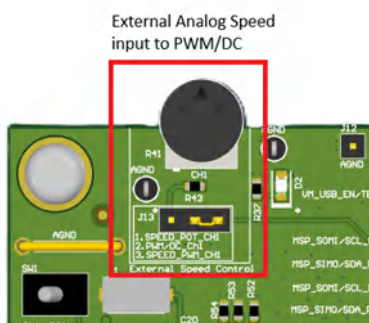 External Analog Speed
input to PWM/DC
R41
AGND
CH1
R43
J13
1.SPEED_POT_CH1
2.PWM/DC_Ch1
3.SPEED_PWM_CH1
External Speed Control
AGND
SW1
R37
D2
J12
AGND
VM_USB_EN/TE
MSP_SOMI/SCL_
MSP_SIMO/SDA_
MSP_SOMI/SCL_
MSP_SIMO/SDA_
R54
R53
R52
C20